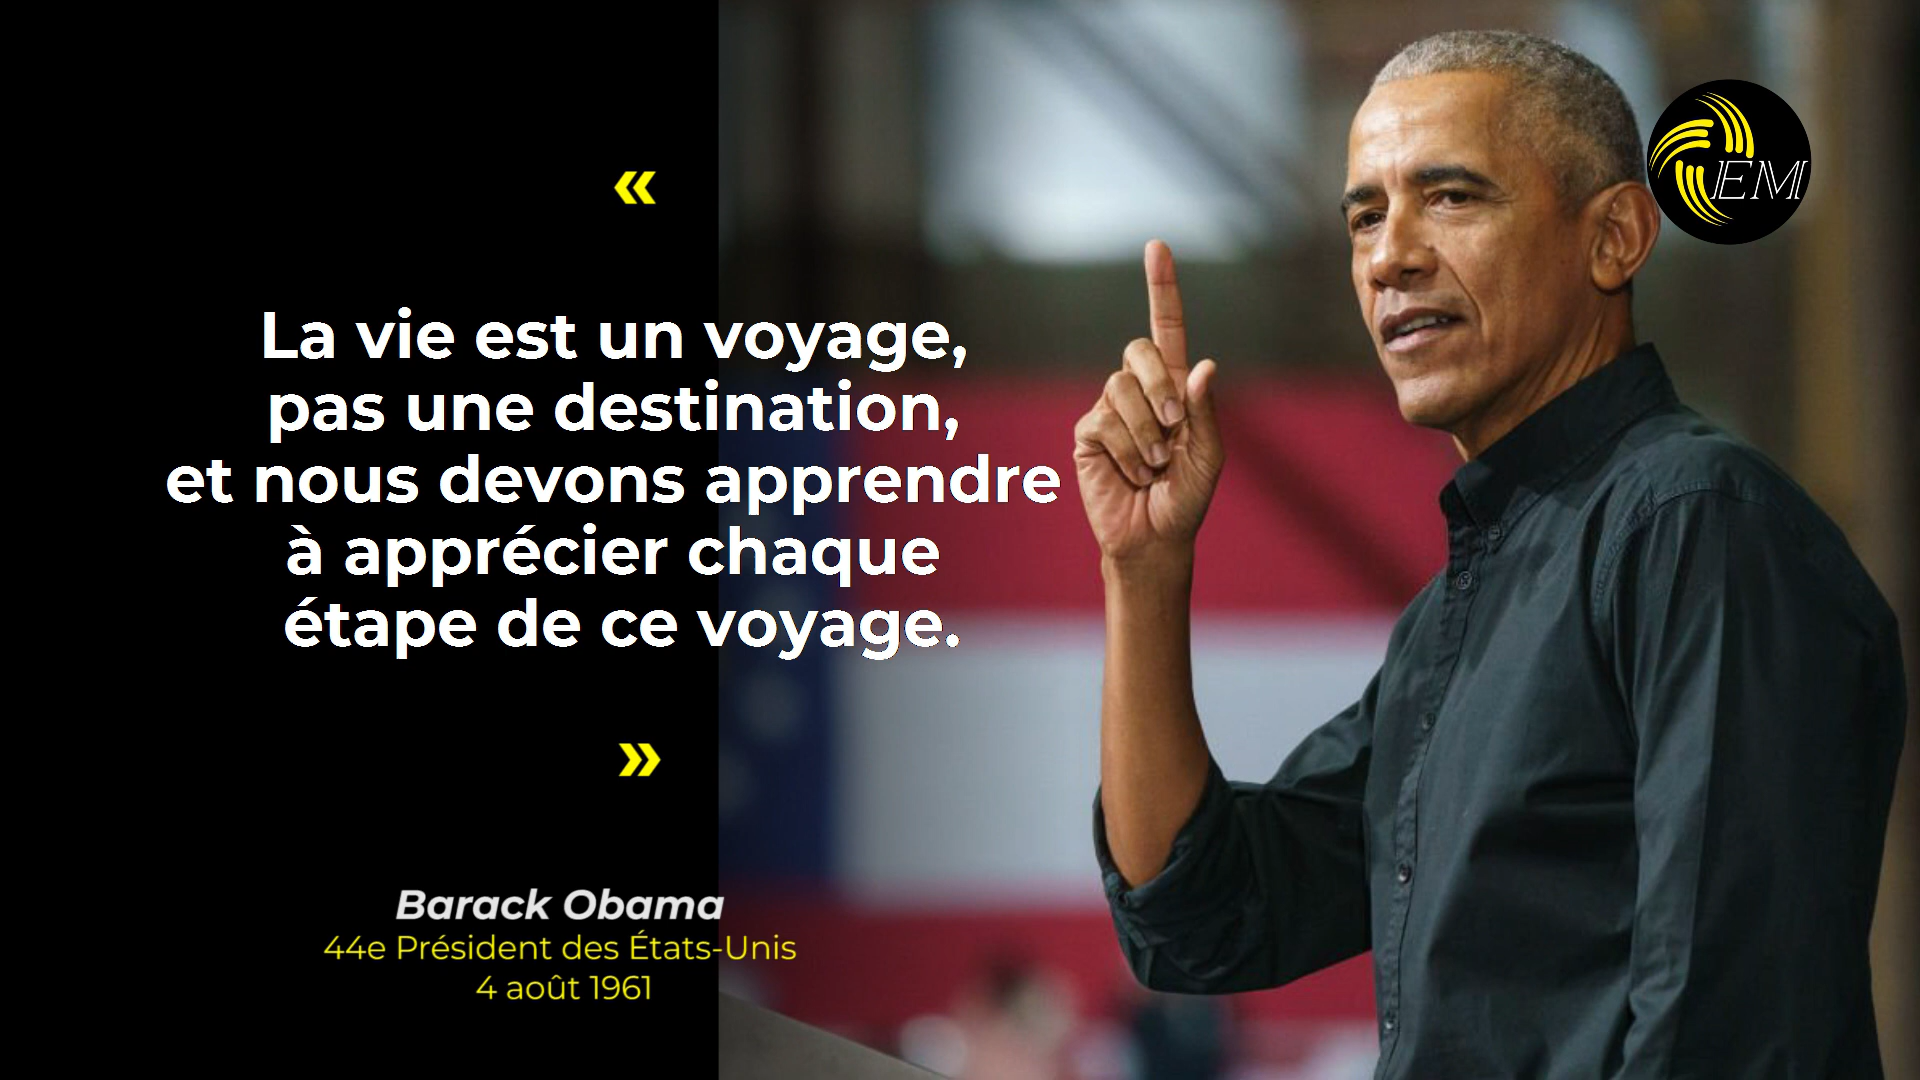 «
La vie est un voyage,
pas une destination,
et nous devons apprendre
à apprécier chaque
étape de ce voyage.
»
Barack Obama
44e Président des États-Unis
4 août 1961
EM